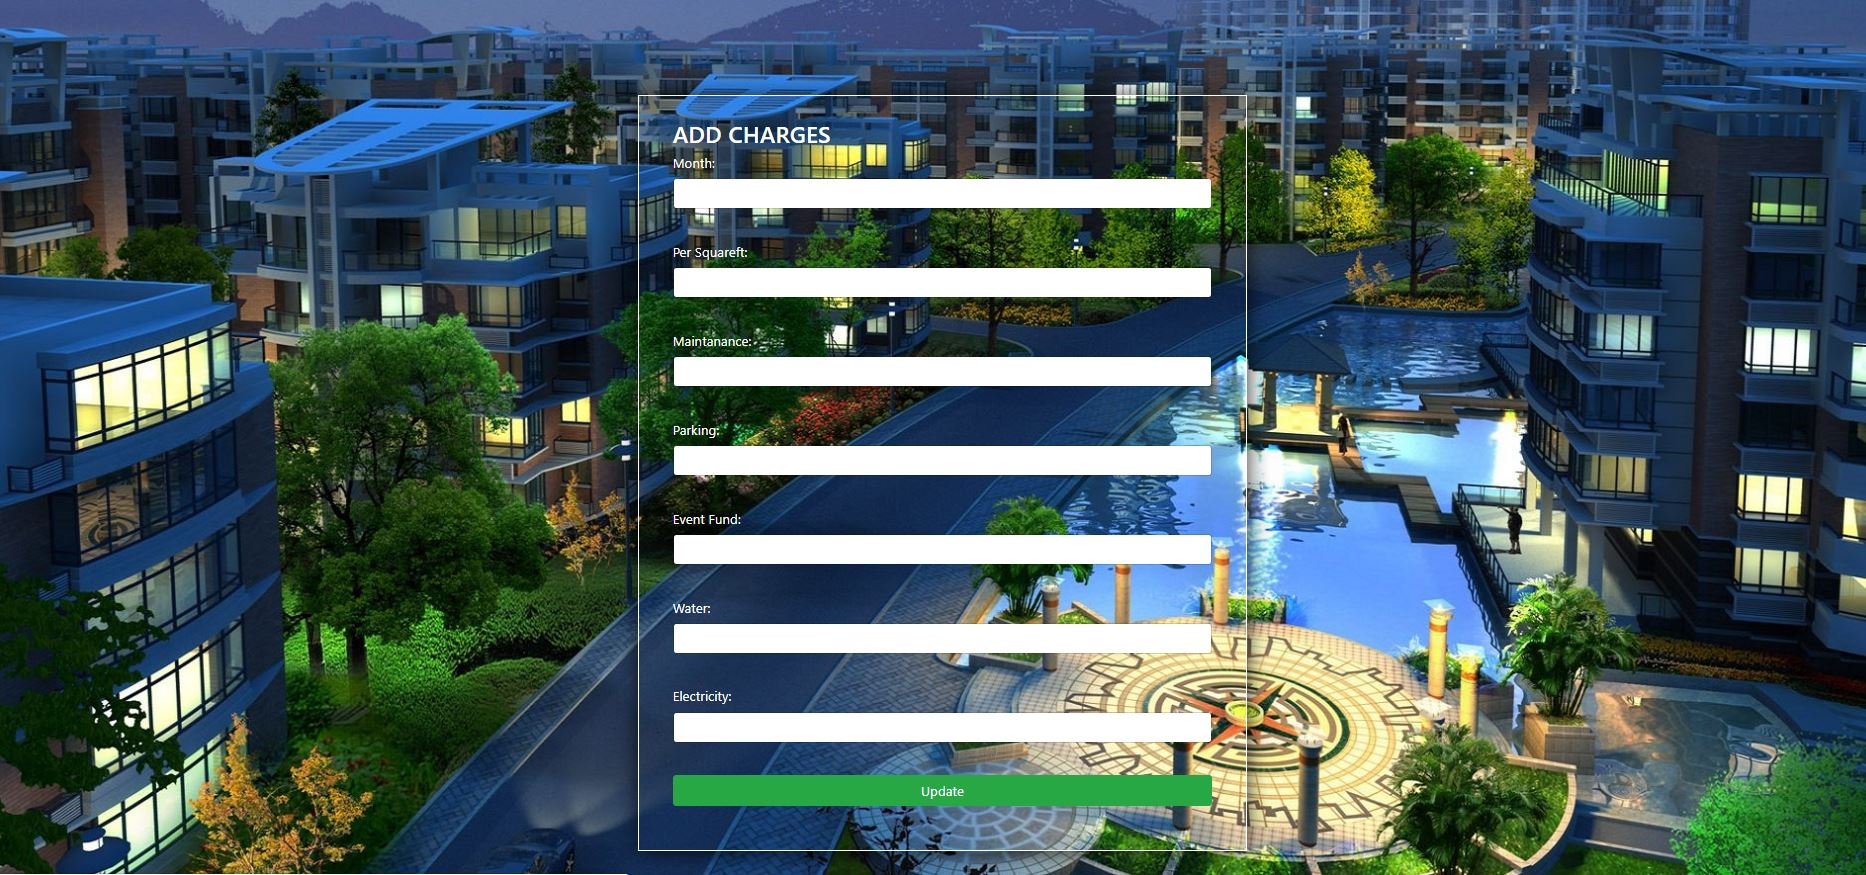 ADD CHARGES
Month:
Per Squareft:
Maintanance:
Parking:
Event Fund:
Water:
Electricity:
Update